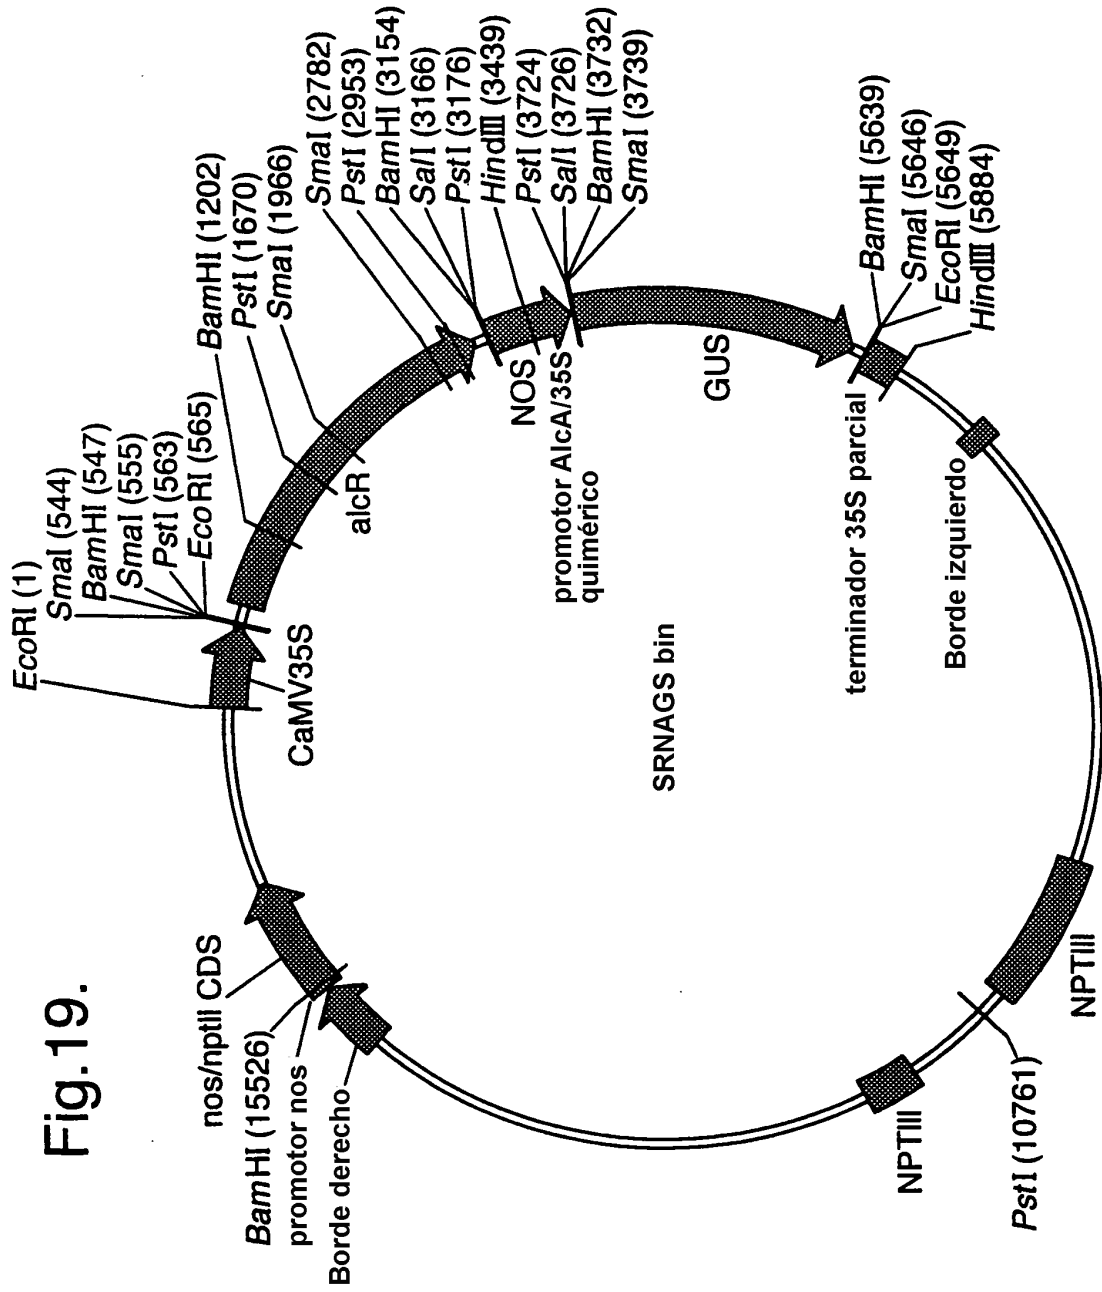 Fig.19.
EcoRI (1)
SmaI (544)
BamHI (547)
SmaI (555)
PstI (563)
EcoRI (565)
BamHI (1202)
PstI (1670)
SmaI (1966)
SmaI (2782)
PstI (2953)
BamHI (3154)
SalI (3166)
PstI (3176)
HindIII (3439)
PstI (3724)
SalI (3726)
BamHI (3732)
SmaI (3739)
BamHI (5639)
SmaI (5646)
EcoRI (5649)
HindIII (5884)
nos/nptII CDS
BamHI (15526)
promotor nos
Borde derecho
CaMV35S
alcR
NOS
promotor AlcA/35S
quimérico
GUS
terminador 35S parcial
Borde izquierdo
SRNAGS bin
NPTIII
PstI (10761)
NPTIII